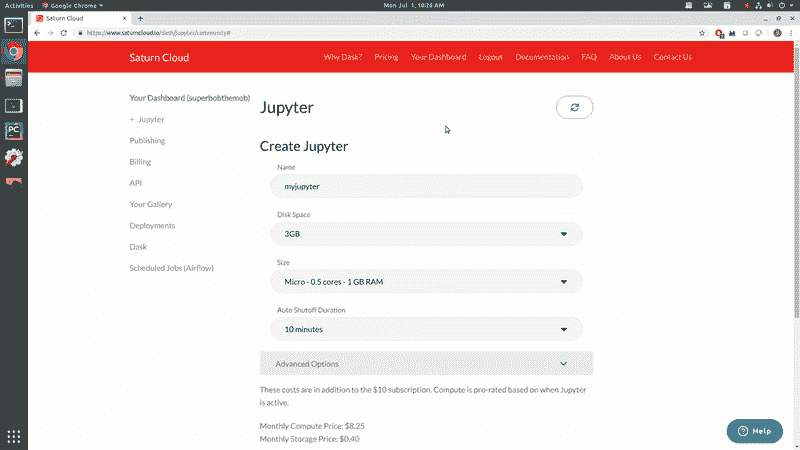 Activities Google Chrome Mon Jul 1, 10:26 AM
Saturn Cloud
https://www.saturncloud.io/dash/jupyter/community#
Saturn Cloud Why Dask? Pricing Your Dashboard Logout Documentation FAQ About Us Contact Us
Your Dashboard (superbobthemob)
+ Jupyter
Publishing
Billing
API
Your Gallery
Deployments
Dask
Scheduled Jobs (Airflow)
Jupyter
Create Jupyter
Name
myjupyter
Disk Space
3GB
Size
Micro - 0.5 cores - 1 GB RAM
Auto Shutoff Duration
10 minutes
Advanced Options
These costs are in addition to the $10 subscription. Compute is pro-rated based on when Jupyter
is active.
Monthly Compute Price: $8.25
Monthly Storage Price: $0.40
Help
PC